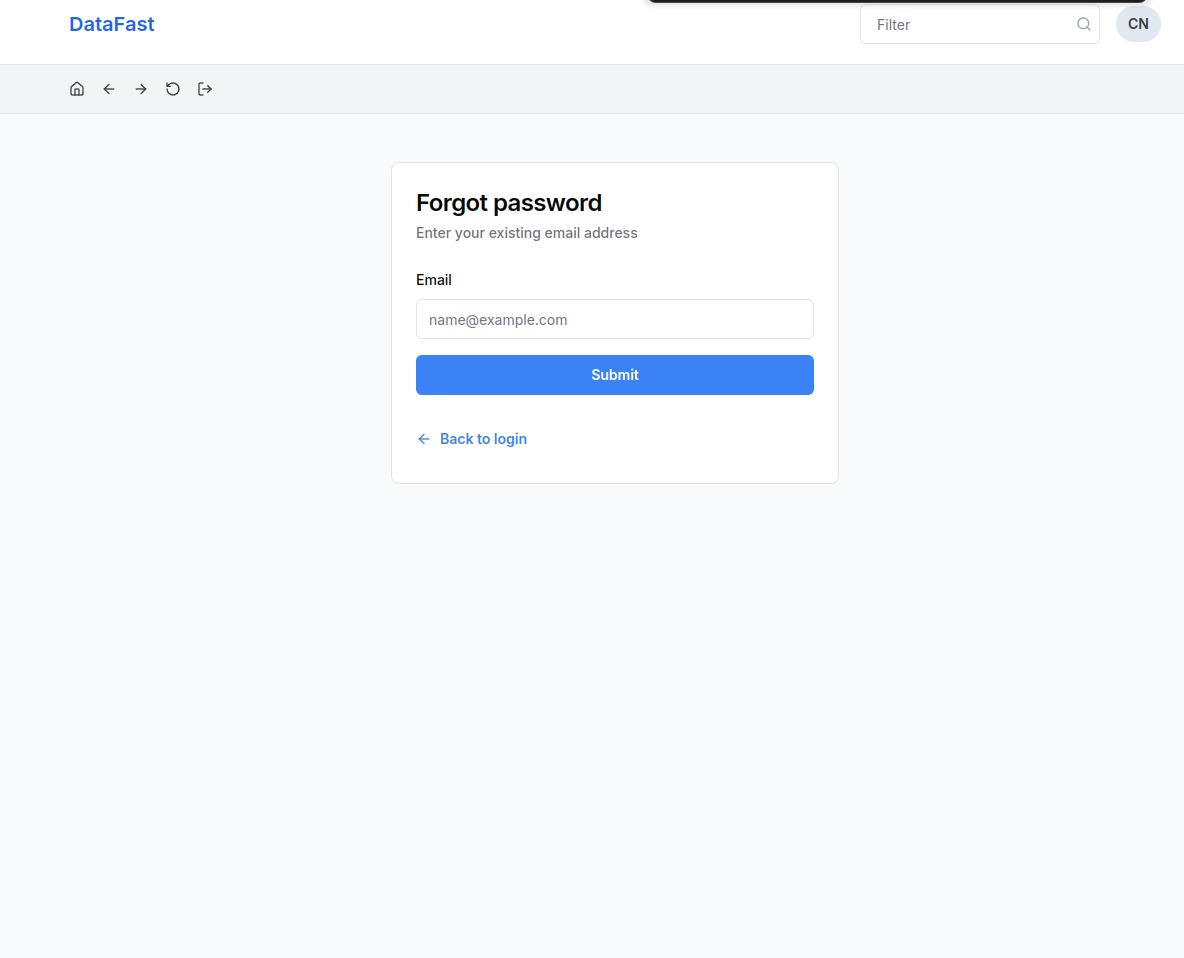 DataFast
Filter
CN
Forgot password
Enter your existing email address
Email
name@example.com
Submit
Back to login